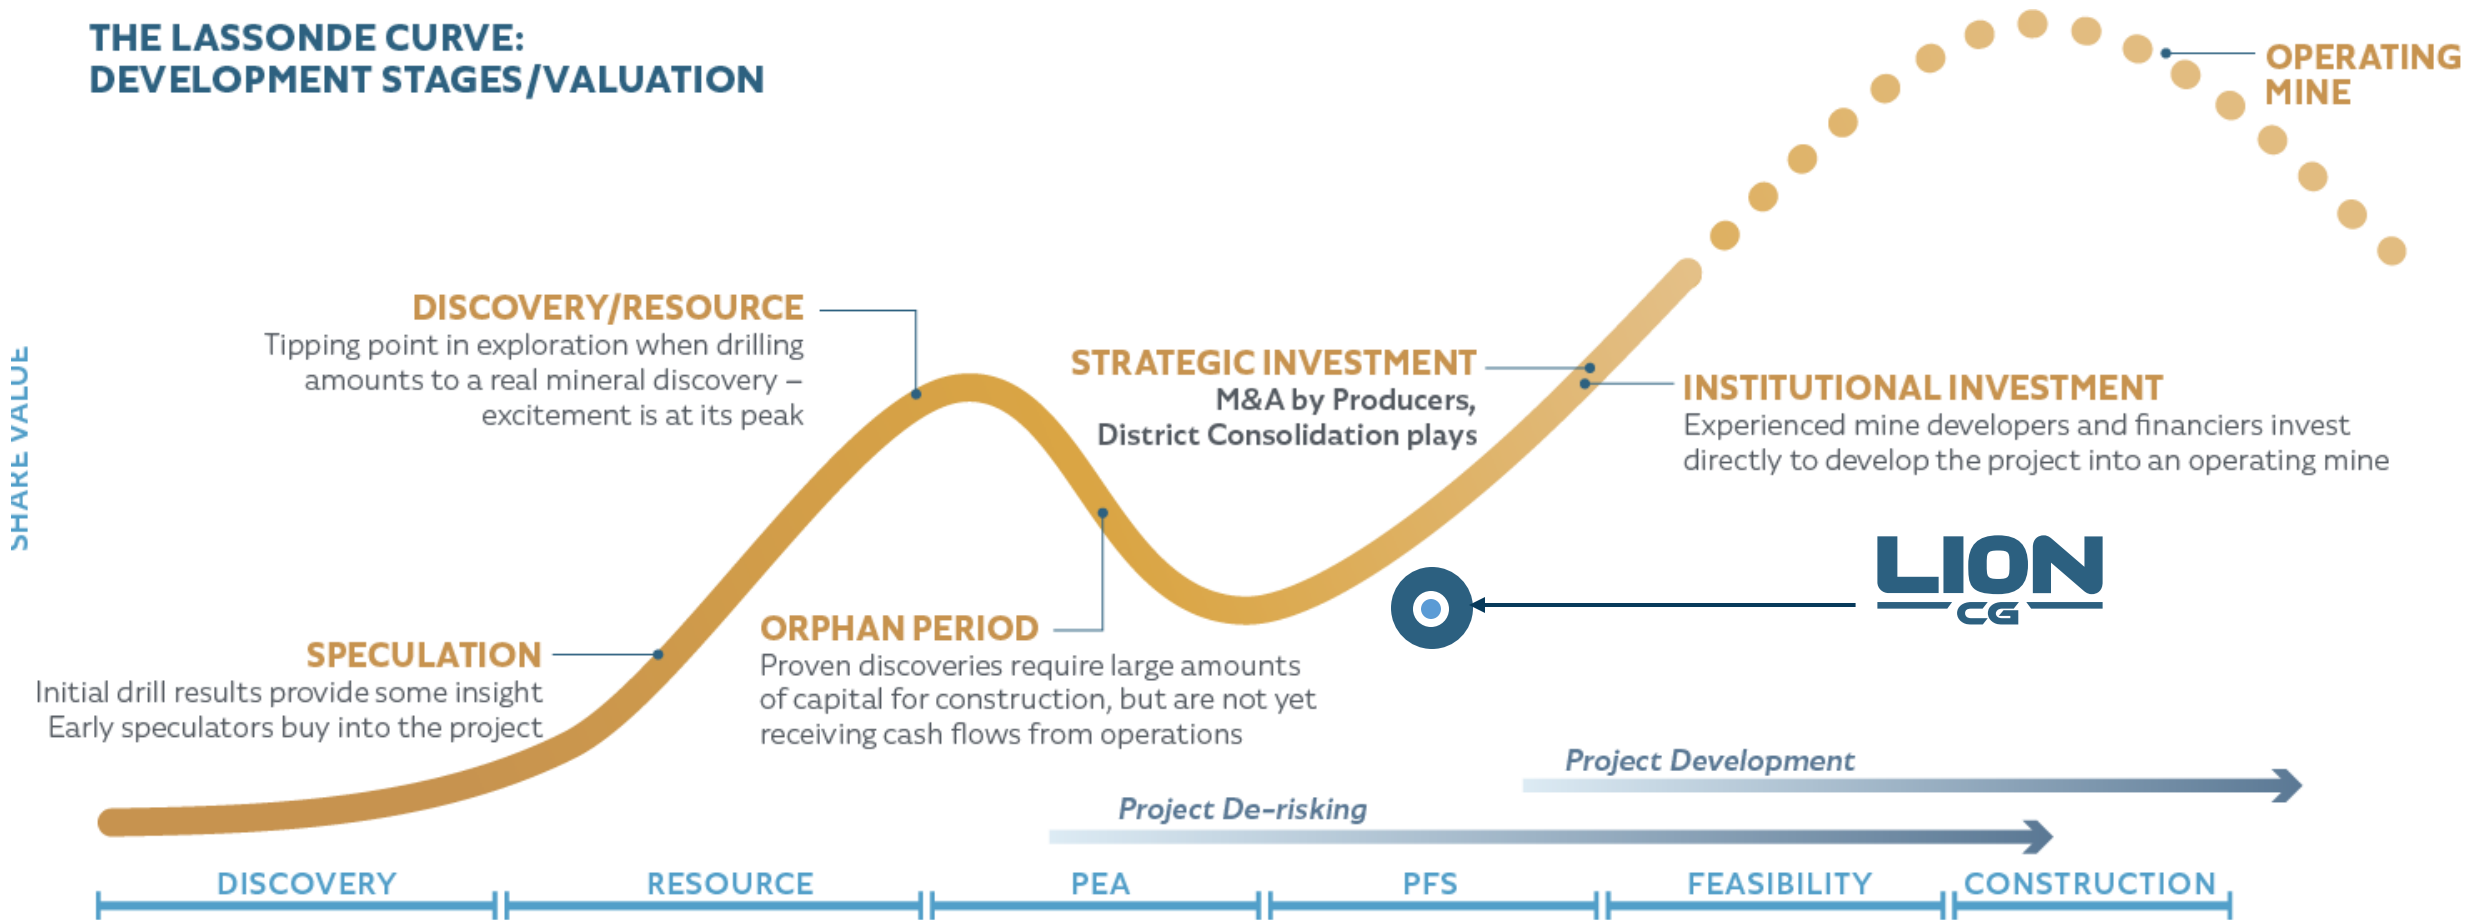 THE LASSONDE CURVE:
DEVELOPMENT STAGES/VALUATION
OPERATING
MINE
DISCOVERY/RESOURCE
Tipping point in exploration when drilling
amounts to a real mineral discovery –
excitement is at its peak
STRATEGIC INVESTMENT
M&A by Producers,
District Consolidation plays
INSTITUTIONAL INVESTMENT
Experienced mine developers and financiers invest
directly to develop the project into an operating mine
SHARE VALUE
LION
CG
ORPHAN PERIOD
Proven discoveries require large amounts
of capital for construction, but are not yet
receiving cash flows from operations
SPECULATION
Initial drill results provide some insight
Early speculators buy into the project
Project Development
Project De-risking
DISCOVERY
RESOURCE
PEA
PFS
FEASIBILITY
CONSTRUCTION